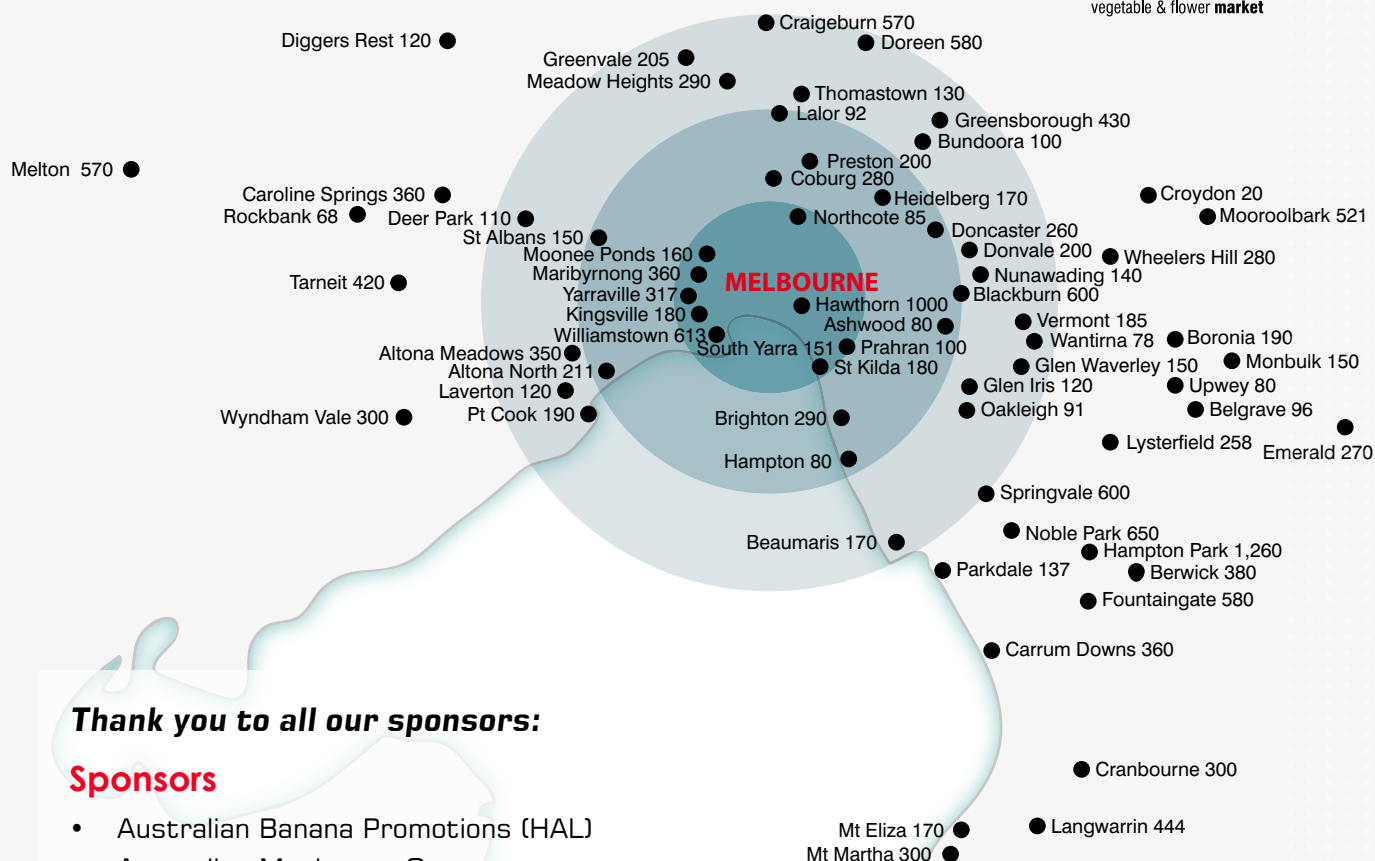 vegetable & flower market
Craigeburn 570
Diggers Rest 120
Doreen 580
Greenvale 205
Meadow Heights 290
Thomastown 130
Lalor 92
Greensborough 430
Bundoora 100
Preston 200
Melton 570
Coburg 280
Caroline Springs 360
Heidelberg 170
Croydon 20
Rockbank 68
Deer Park 110
Northcote 85
Mooroolbark 521
St Albans 150
Doncaster 260
Moonee Ponds 160
Donvale 200
Wheelers Hill 280
Maribyrnong 360
Nunawading 140
Tarneit 420
MELBOURNE
Yarraville 317
Blackburn 600
Kingsville 180
Hawthorn 1000
Ashwood 80
Vermont 185
Williamstown 613
South Yarra 151
Prahran 100
Wantirna 78
Boronia 190
Altona Meadows 350
Altona North 211
St Kilda 180
Glen Waverley 150
Monbulk 150
Laverton 120
Glen Iris 120
Upwey 80
Wyndham Vale 300
Pt Cook 190
Brighton 290
Oakleigh 91
Belgrave 96
Lysterfield 258
Emerald 270
Hampton 80
Springvale 600
Noble Park 650
Beaumaris 170
Hampton Park 1,260
Parkdale 137
Berwick 380
Fountaingate 580
Carrum Downs 360
Thank you to all our sponsors:
Sponsors
Cranbourne 300
• Australian Banana Promotions (HAL)
Mt Eliza 170
Langwarrin 444
Mt Martha 300